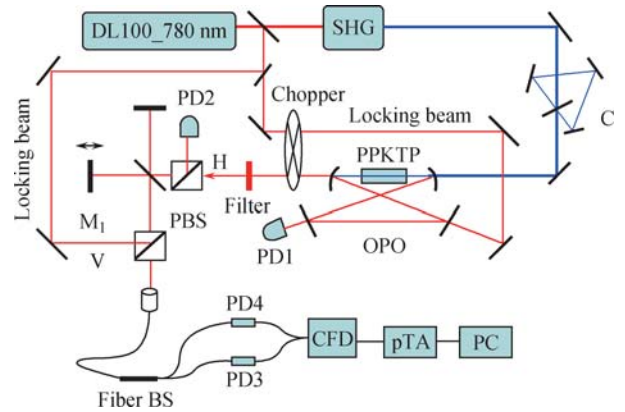 DL100_780 nm
SHG
PD2
Chopper
Locking beam
C
Locking beam
H
PPKTP
Filter
M1
PBS
PD1
OPO
V
PD4
CFD
pTA
PC
PD3
Fiber BS